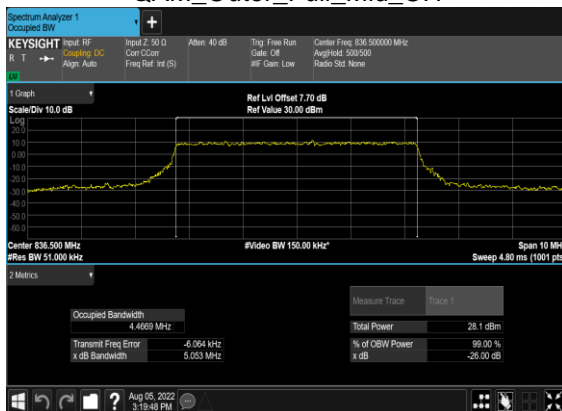 Spectrum Analyzer 1
Occupied BW
+
KEYSIGHT Input: RF Input Z: 50 Ω Atten: 40 dB Trig: Free Run Center Freq: 836.500000 MHz
R T Coupling: DC Corr CCorr Gate: Off Avg|Hold: 500/500
Align: Auto Freq Ref: Int (S) #IF Gain: Low Radio Std: None
1 Graph
Scale/Div 10.0 dB Ref Lvl Offset 7.70 dB
Ref Value 30.00 dBm
Log
20.0
10.0
0.00
-10.0
-20.0
-30.0
-40.0
-50.0
-60.0
Center 836.500 MHz #Video BW 150.00 kHz* Span 10 MH
#Res BW 51.000 kHz Sweep 4.80 ms (1001 pts
2 Metrics
Measure Trace Trace 1
Occupied Bandwidth
4.4669 MHz Total Power 28.1 dBm
Transmit Freq Error -6.064 kHz % of OBW Power 99.00 %
x dB Bandwidth 5.053 MHz x dB -26.00 dB
? Aug 05, 2022
3:19:48 PM